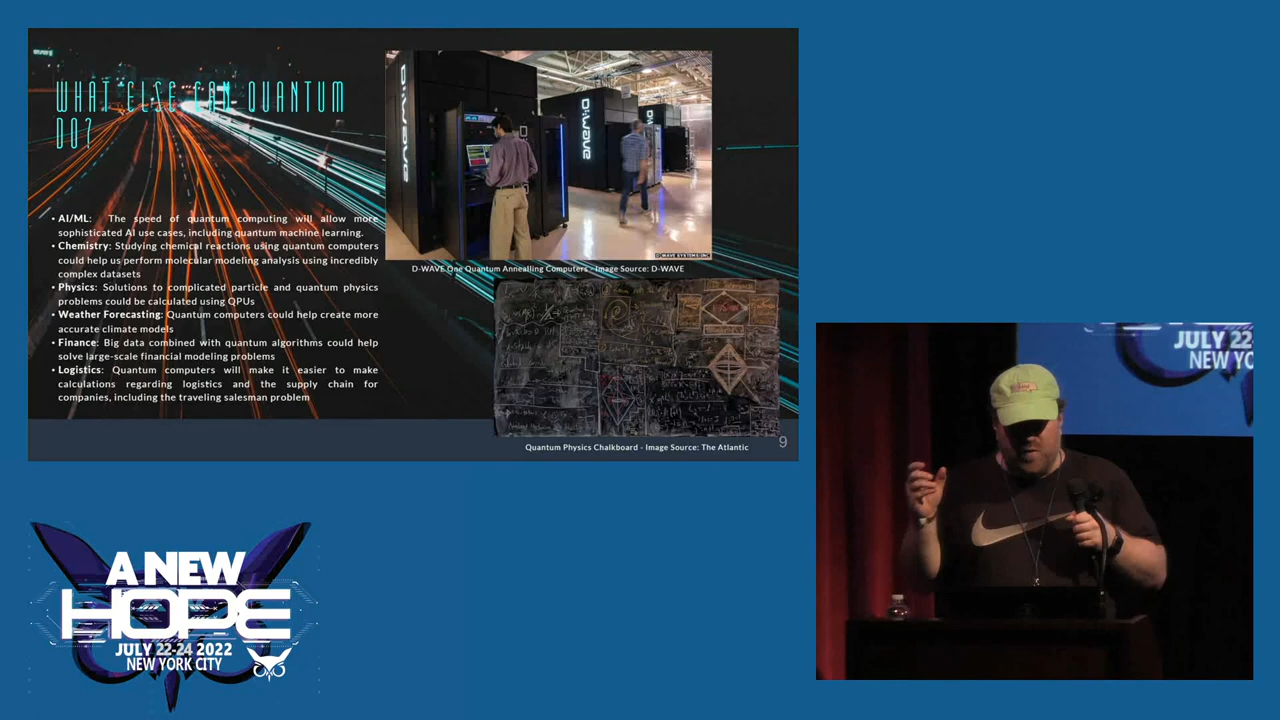 WHAT ELSE CAN QUANTUM
DO?
• AI/ML: The speed of quantum computing will allow more
sophisticated AI use cases, including quantum machine learning.
• Chemistry: Studying chemical reactions using quantum computers
could help us perform molecular modeling analysis using incredibly
complex datasets
• Physics: Solutions to complicated particle and quantum physics
problems could be calculated using QPUs
• Weather Forecasting: Quantum computers could help create more
accurate climate models
• Finance: Big data combined with quantum algorithms could help
solve large-scale financial modeling problems
• Logistics: Quantum computers will make it easier to make
calculations regarding logistics and the supply chain for
companies, including the traveling salesman problem
D:WAVE
D:WAVE
D:WAVE
D-WAVE SYSTEMS INC
D-WAVE One Quantum Annealling Computers - Image Source: D-WAVE
Quantum Physics Chalkboard - Image Source: The Atlantic
9
JULY 22
NEW YO
A NEW
HOPE
JULY 22-24 2022
NEW YORK CITY